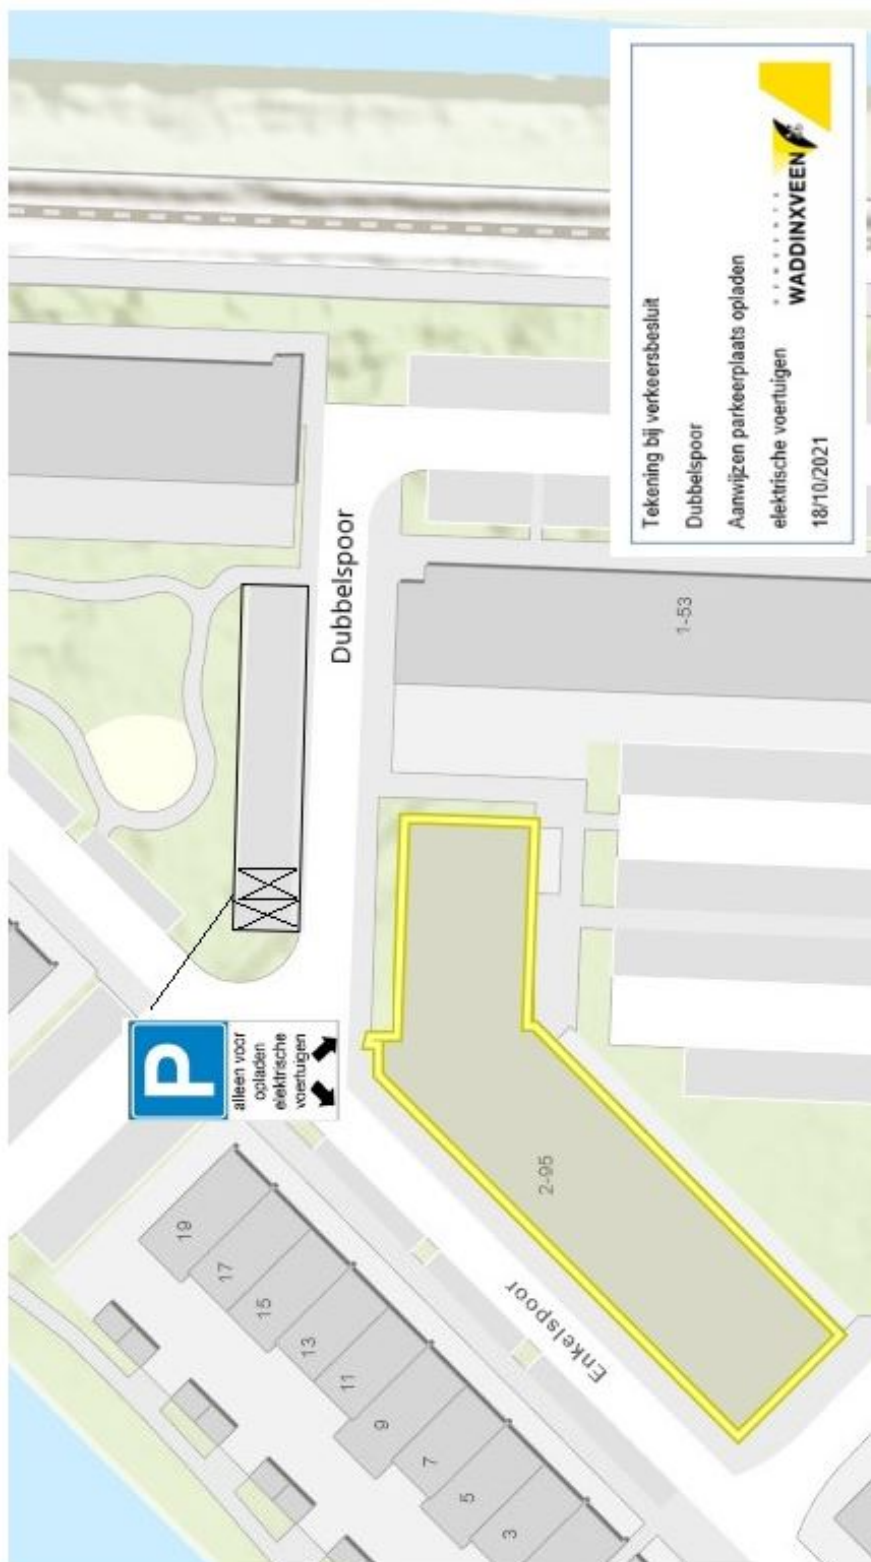 Tekening bij verkeersbesluit
Dubbelspoor
Aanwijzen parkeerplaats opladen
elektrische voertuigen
18/10/2021
GEMEENTE
WADDINXVEEN
Dubbelspoor
P
alleen voor
opladen
elektrische
voertuigen
1-53
2-95
Enkelspoor
19
17
15
13
11
9
7
5
3